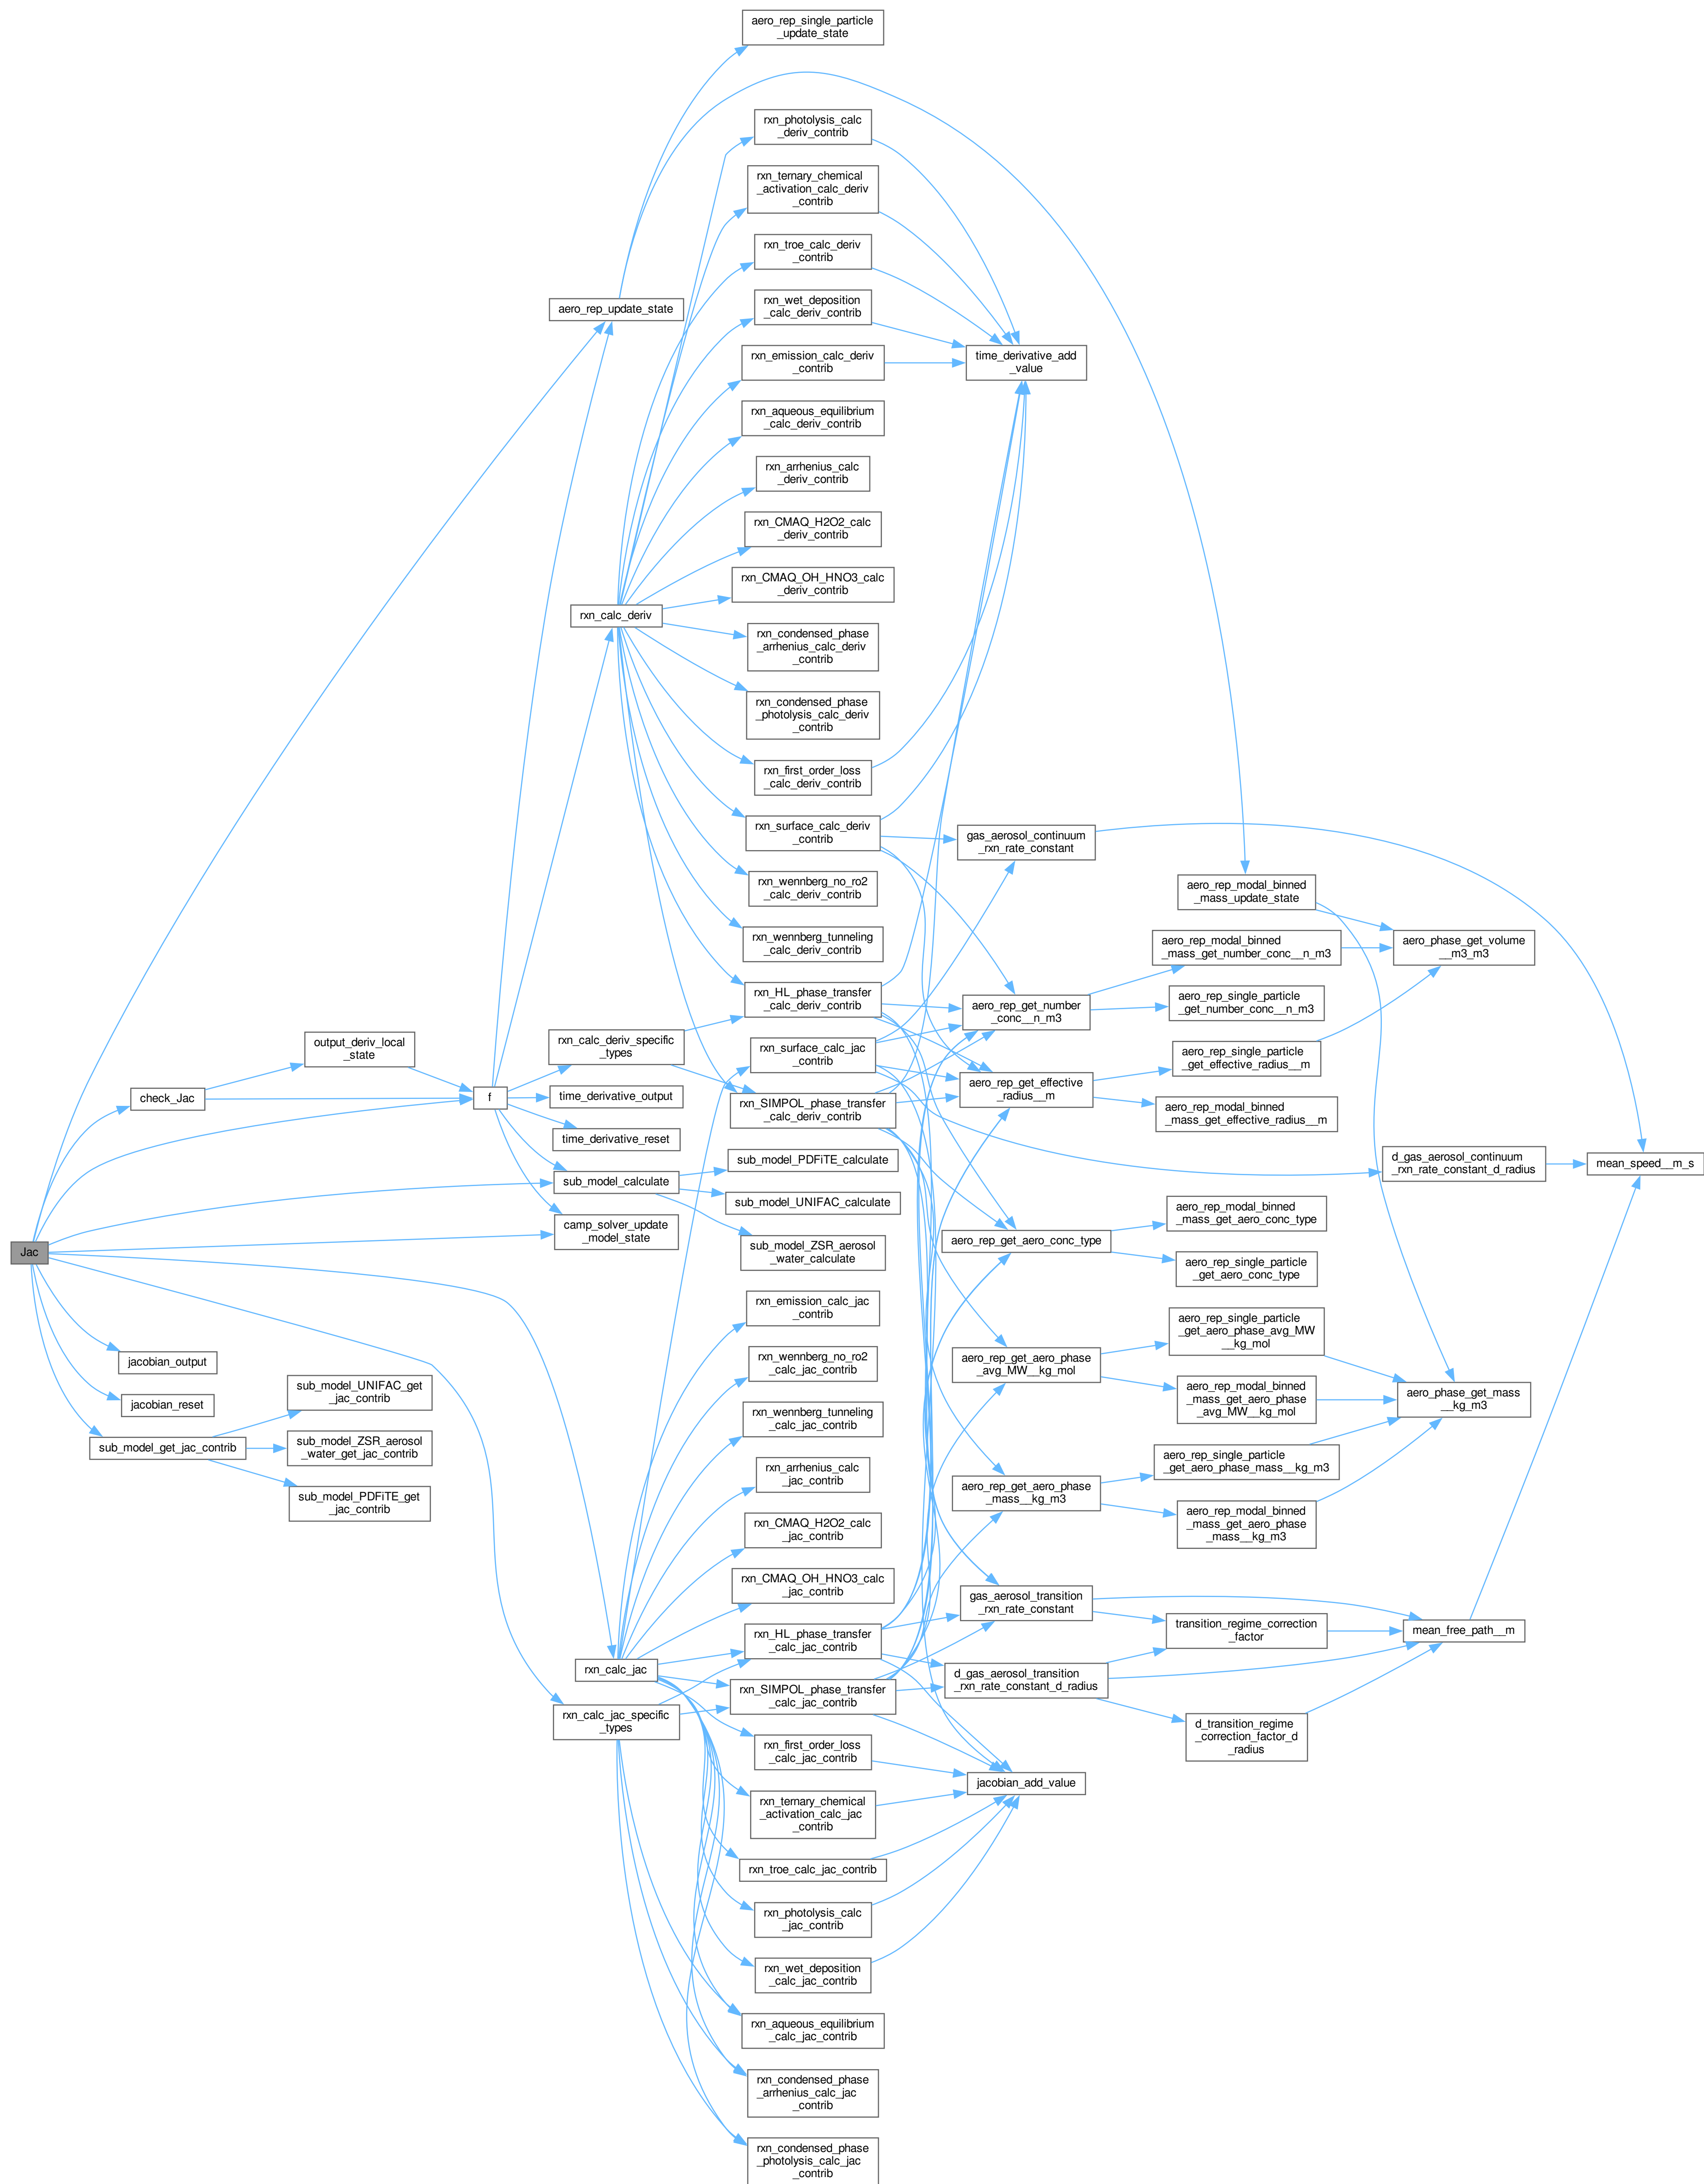 aero_rep_single_particle
_update_state
rxn_photolysis_calc
_deriv_contrib
rxn_ternary_chemical
_activation_calc_deriv
_contrib
rxn_troe_calc_deriv
_contrib
rxn_wet_deposition
_calc_deriv_contrib
aero_rep_update_state
rxn_emission_calc_deriv
_contrib
time_derivative_add
_value
rxn_aqueous_equilibrium
_calc_deriv_contrib
rxn_arrhenius_calc
_deriv_contrib
rxn_CMAQ_H2O2_calc
_deriv_contrib
rxn_CMAQ_OH_HNO3_calc
_deriv_contrib
rxn_calc_deriv
rxn_condensed_phase
_arrhenius_calc_deriv
_contrib
rxn_condensed_phase
_photolysis_calc_deriv
_contrib
rxn_first_order_loss
_calc_deriv_contrib
rxn_surface_calc_deriv
_contrib
gas_aerosol_continuum
_rxn_rate_constant
rxn_wennberg_no_ro2
_calc_deriv_contrib
aero_rep_modal_binned
_mass_update_state
rxn_wennberg_tunneling
_calc_deriv_contrib
aero_rep_modal_binned
_mass_get_number_conc__n_m3
aero_phase_get_volume
__m3_m3
rxn_HL_phase_transfer
_calc_deriv_contrib
aero_rep_get_number
_conc__n_m3
aero_rep_single_particle
_get_number_conc__n_m3
output_deriv_local
_state
rxn_calc_deriv_specific
_types
rxn_surface_calc_jac
_contrib
aero_rep_single_particle
_get_effective_radius__m
check_Jac
f
time_derivative_output
rxn_SIMPOL_phase_transfer
_calc_deriv_contrib
aero_rep_get_effective
_radius__m
aero_rep_modal_binned
_mass_get_effective_radius__m
time_derivative_reset
sub_model_calculate
sub_model_PDFiTE_calculate
d_gas_aerosol_continuum
_rxn_rate_constant_d_radius
mean_speed__m_s
sub_model_UNIFAC_calculate
camp_solver_update
_model_state
sub_model_ZSR_aerosol
_water_calculate
aero_rep_get_aero_conc_type
aero_rep_modal_binned
_mass_get_aero_conc_type
Jac
aero_rep_single_particle
_get_aero_conc_type
rxn_emission_calc_jac
_contrib
aero_rep_single_particle
_get_aero_phase_avg_MW
__kg_mol
jacobian_output
rxn_wennberg_no_ro2
_calc_jac_contrib
aero_rep_get_aero_phase
_avg_MW__kg_mol
jacobian_reset
sub_model_UNIFAC_get
_jac_contrib
aero_rep_modal_binned
_mass_get_aero_phase
_avg_MW__kg_mol
aero_phase_get_mass
__kg_m3
rxn_wennberg_tunneling
_calc_jac_contrib
sub_model_get_jac_contrib
sub_model_ZSR_aerosol
_water_get_jac_contrib
aero_rep_single_particle
_get_aero_phase_mass__kg_m3
rxn_arrhenius_calc
_jac_contrib
aero_rep_get_aero_phase
_mass__kg_m3
sub_model_PDFiTE_get
_jac_contrib
aero_rep_modal_binned
_mass_get_aero_phase
_mass__kg_m3
rxn_CMAQ_H2O2_calc
_jac_contrib
rxn_CMAQ_OH_HNO3_calc
_jac_contrib
gas_aerosol_transition
_rxn_rate_constant
rxn_HL_phase_transfer
_calc_jac_contrib
transition_regime_correction
_factor
mean_free_path__m
rxn_calc_jac
rxn_SIMPOL_phase_transfer
_calc_jac_contrib
d_gas_aerosol_transition
_rxn_rate_constant_d_radius
rxn_calc_jac_specific
_types
d_transition_regime
_correction_factor_d
_radius
rxn_first_order_loss
_calc_jac_contrib
jacobian_add_value
rxn_ternary_chemical
_activation_calc_jac
_contrib
rxn_troe_calc_jac_contrib
rxn_photolysis_calc
_jac_contrib
rxn_wet_deposition
_calc_jac_contrib
rxn_aqueous_equilibrium
_calc_jac_contrib
rxn_condensed_phase
_arrhenius_calc_jac
_contrib
rxn_condensed_phase
_photolysis_calc_jac
_contrib